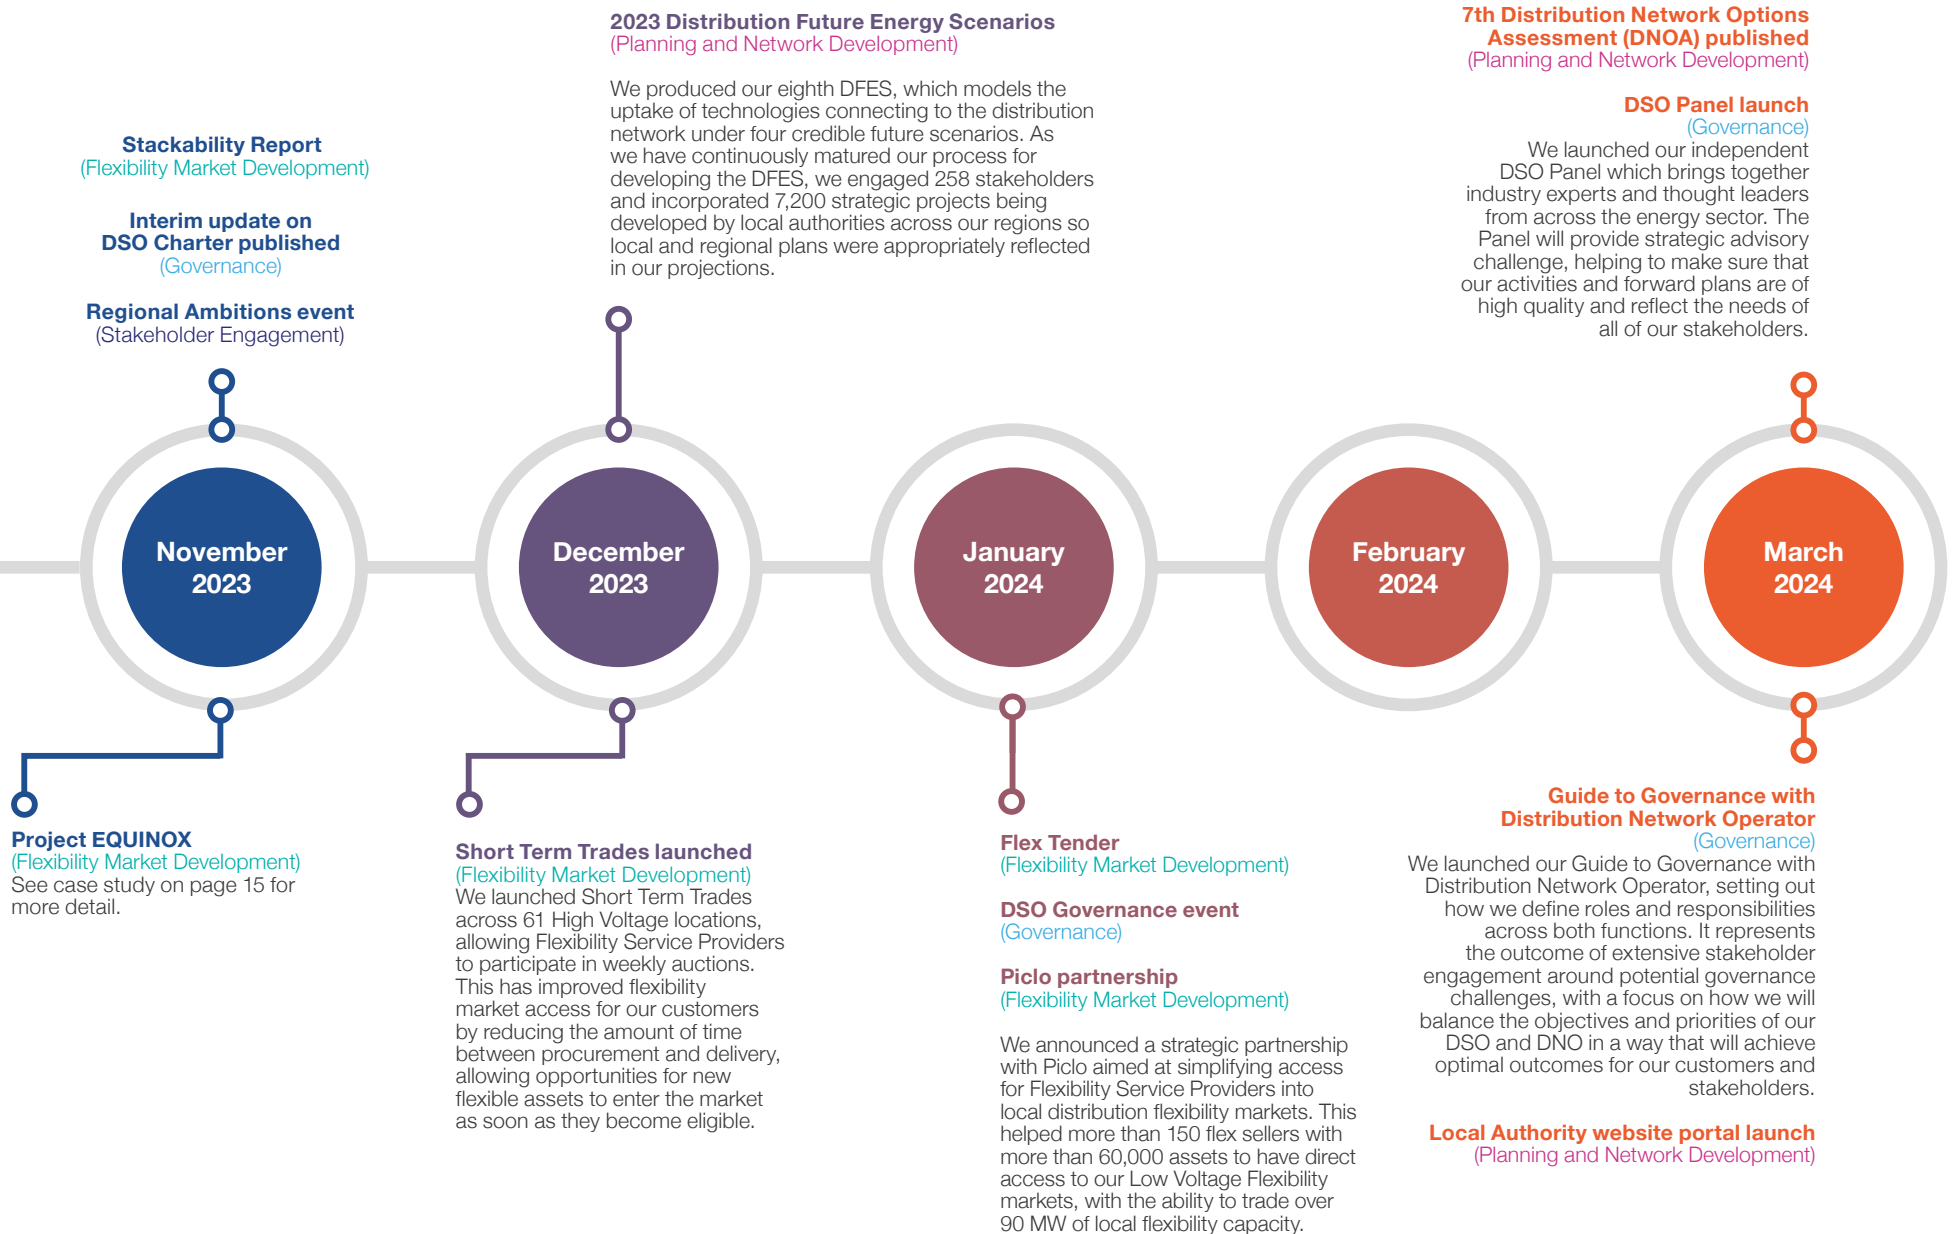 Stackability Report
(Flexibility Market Development)
Interim update on
DSO Charter published
(Governance)
Regional Ambitions event
(Stakeholder Engagement)
2023 Distribution Future Energy Scenarios
(Planning and Network Development)
We produced our eighth DFES, which models the
uptake of technologies connecting to the distribution
network under four credible future scenarios. As
we have continuously matured our process for
developing the DFES, we engaged 258 stakeholders
and incorporated 7,200 strategic projects being
developed by local authorities across our regions so
local and regional plans were appropriately reflected
in our projections.
7th Distribution Network Options
Assessment (DNOA) published
(Planning and Network Development)
DSO Panel launch
(Governance)
We launched our independent
DSO Panel which brings together
industry experts and thought leaders
from across the energy sector. The
Panel will provide strategic advisory
challenge, helping to make sure that
our activities and forward plans are of
high quality and reflect the needs of
all of our stakeholders.
November
2023
December
2023
January
2024
February
2024
March
2024
Project EQUINOX
(Flexibility Market Development)
See case study on page 15 for
more detail.
Short Term Trades launched
(Flexibility Market Development)
We launched Short Term Trades
across 61 High Voltage locations,
allowing Flexibility Service Providers
to participate in weekly auctions.
This has improved flexibility
market access for our customers
by reducing the amount of time
between procurement and delivery,
allowing opportunities for new
flexible assets to enter the market
as soon as they become eligible.
Flex Tender
(Flexibility Market Development)
DSO Governance event
(Governance)
Piclo partnership
(Flexibility Market Development)
We announced a strategic partnership
with Piclo aimed at simplifying access
for Flexibility Service Providers into
local distribution flexibility markets. This
helped more than 150 flex sellers with
more than 60,000 assets to have direct
access to our Low Voltage Flexibility
markets, with the ability to trade over
90 MW of local flexibility capacity.
Guide to Governance with
Distribution Network Operator
(Governance)
We launched our Guide to Governance with
Distribution Network Operator, setting out
how we define roles and responsibilities
across both functions. It represents
the outcome of extensive stakeholder
engagement around potential governance
challenges, with a focus on how we will
balance the objectives and priorities of our
DSO and DNO in a way that will achieve
optimal outcomes for our customers and
stakeholders.
Local Authority website portal launch
(Planning and Network Development)